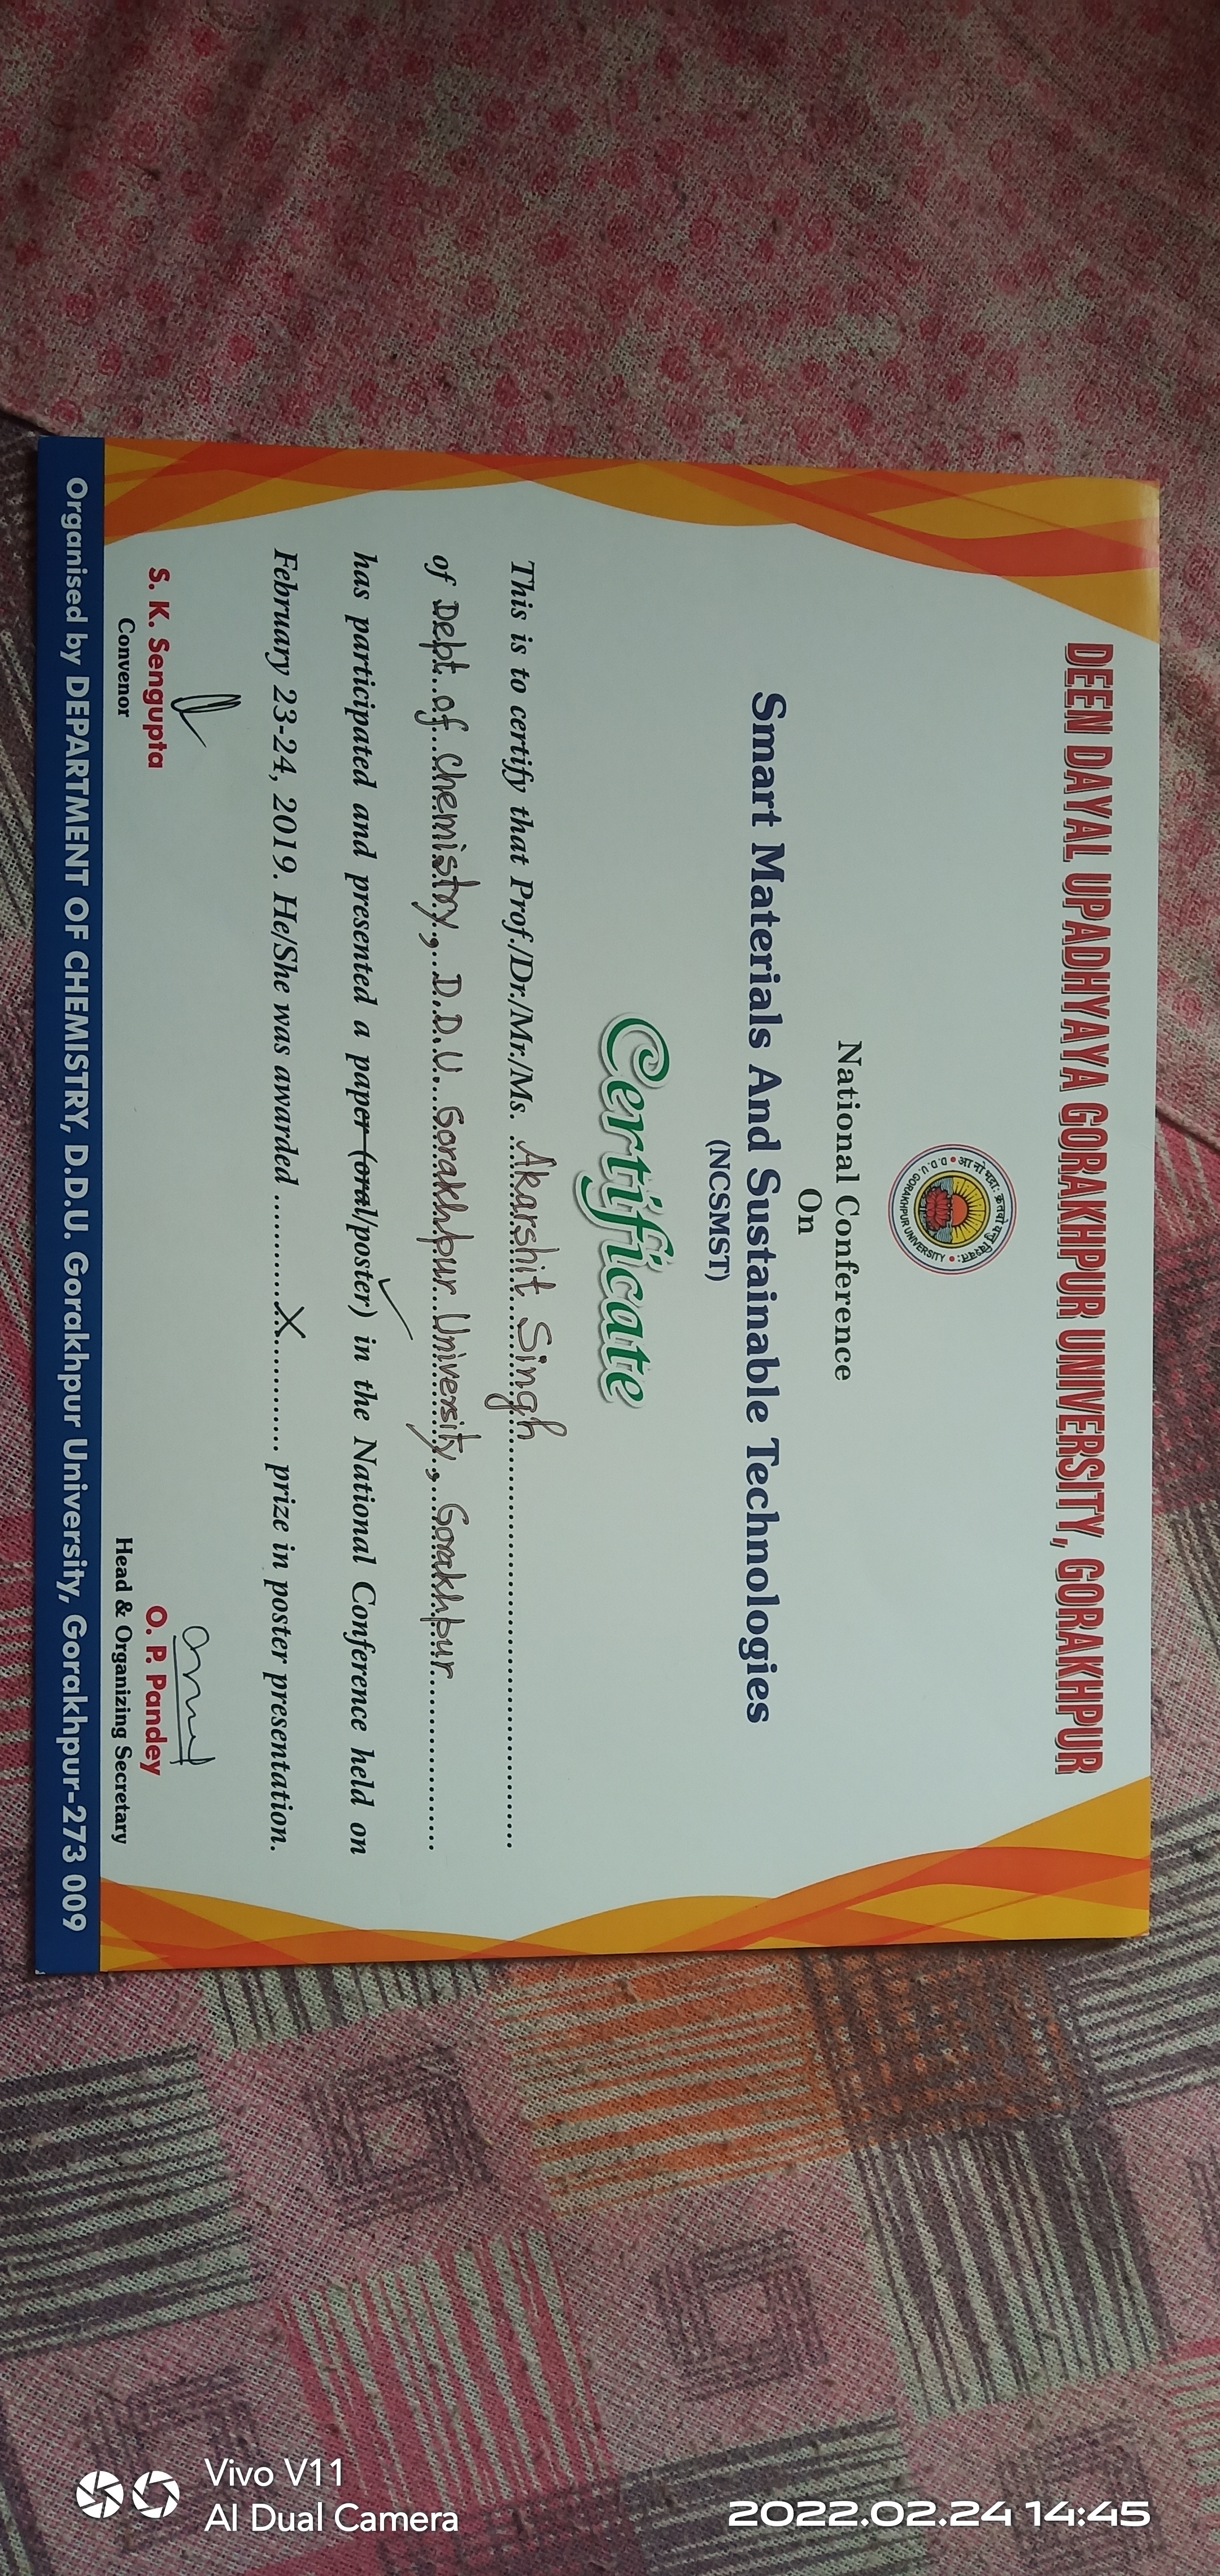 DEEN DAYAL UPADHYAYA GORAKHPUR UNIVERSITY, GORAKHPUR
आ नो भद्राः क्रतवो यन्तु विश्वतः
D.D.U. GORAKHPUR UNIVERSITY
National Conference
On
Smart Materials And Sustainable Technologies
(NCSMST)
Certificate
This is to certify that Prof./Dr./Mr./Ms. Akarshit Singh
of Dept. of Chemistry, D.D.U. Gorakhpur University, Gorakhpur
has participated and presented a paper (oral/poster) in the National Conference held on
February 23-24, 2019. He/She was awarded ..........X.......... prize in poster presentation.
S. K. Sengupta
Convenor
O. P. Pandey
Head & Organizing Secretary
Organised by DEPARTMENT OF CHEMISTRY, D.D.U. Gorakhpur University, Gorakhpur-273 009
Vivo V11
AI Dual Camera
2022.02.24 14:45